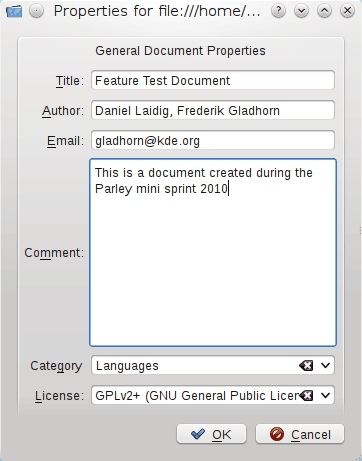 Properties for file:///home/...
General Document Properties
Title: Feature Test Document
Author: Daniel Laidig, Frederik Gladhorn
Email: gladhorn@kde.org
This is a document created during the
Parley mini sprint 2010
Comment:
Category Languages
License: GPLv2+ (GNU General Public Licen
OK Cancel